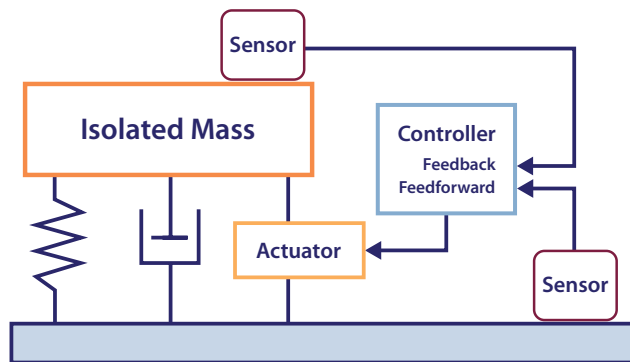 Sensor
Isolated Mass
Controller
Feedback
Feedforward
Actuator
Sensor